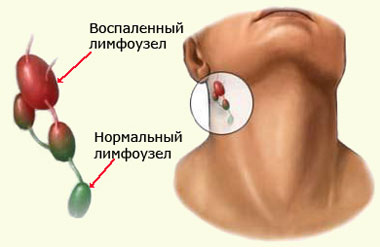 Воспаленный
лимфоузел
Нормальный
лимфоузел